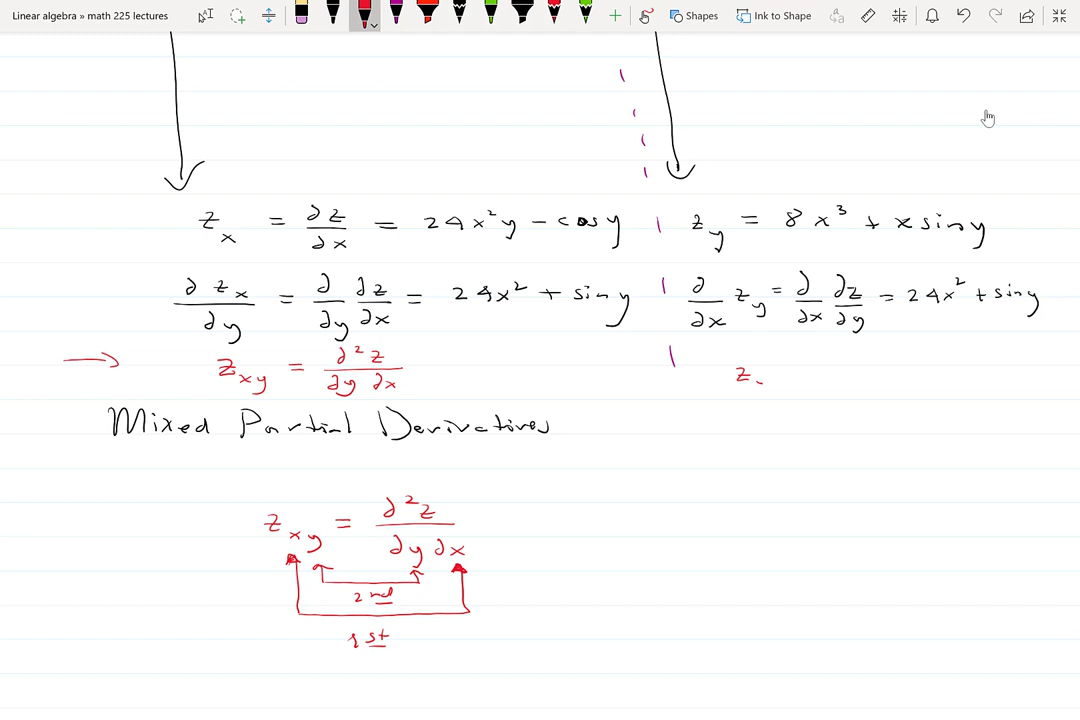 Linear algebra » math 225 lectures
Shapes
Ink to Shape
z_x = ∂z/∂x = 24x²y − cos y
z_y = 8x³ + x sin y
∂z_x/∂y = ∂/∂y ∂z/∂x = 24x² + sin y
∂/∂x z_y = ∂/∂x ∂z/∂y = 24x² + sin y
→ z_xy = ∂²z/∂y ∂x
z
Mixed Partial Derivatives
z_xy = ∂²z/∂y ∂x
2nd
1st